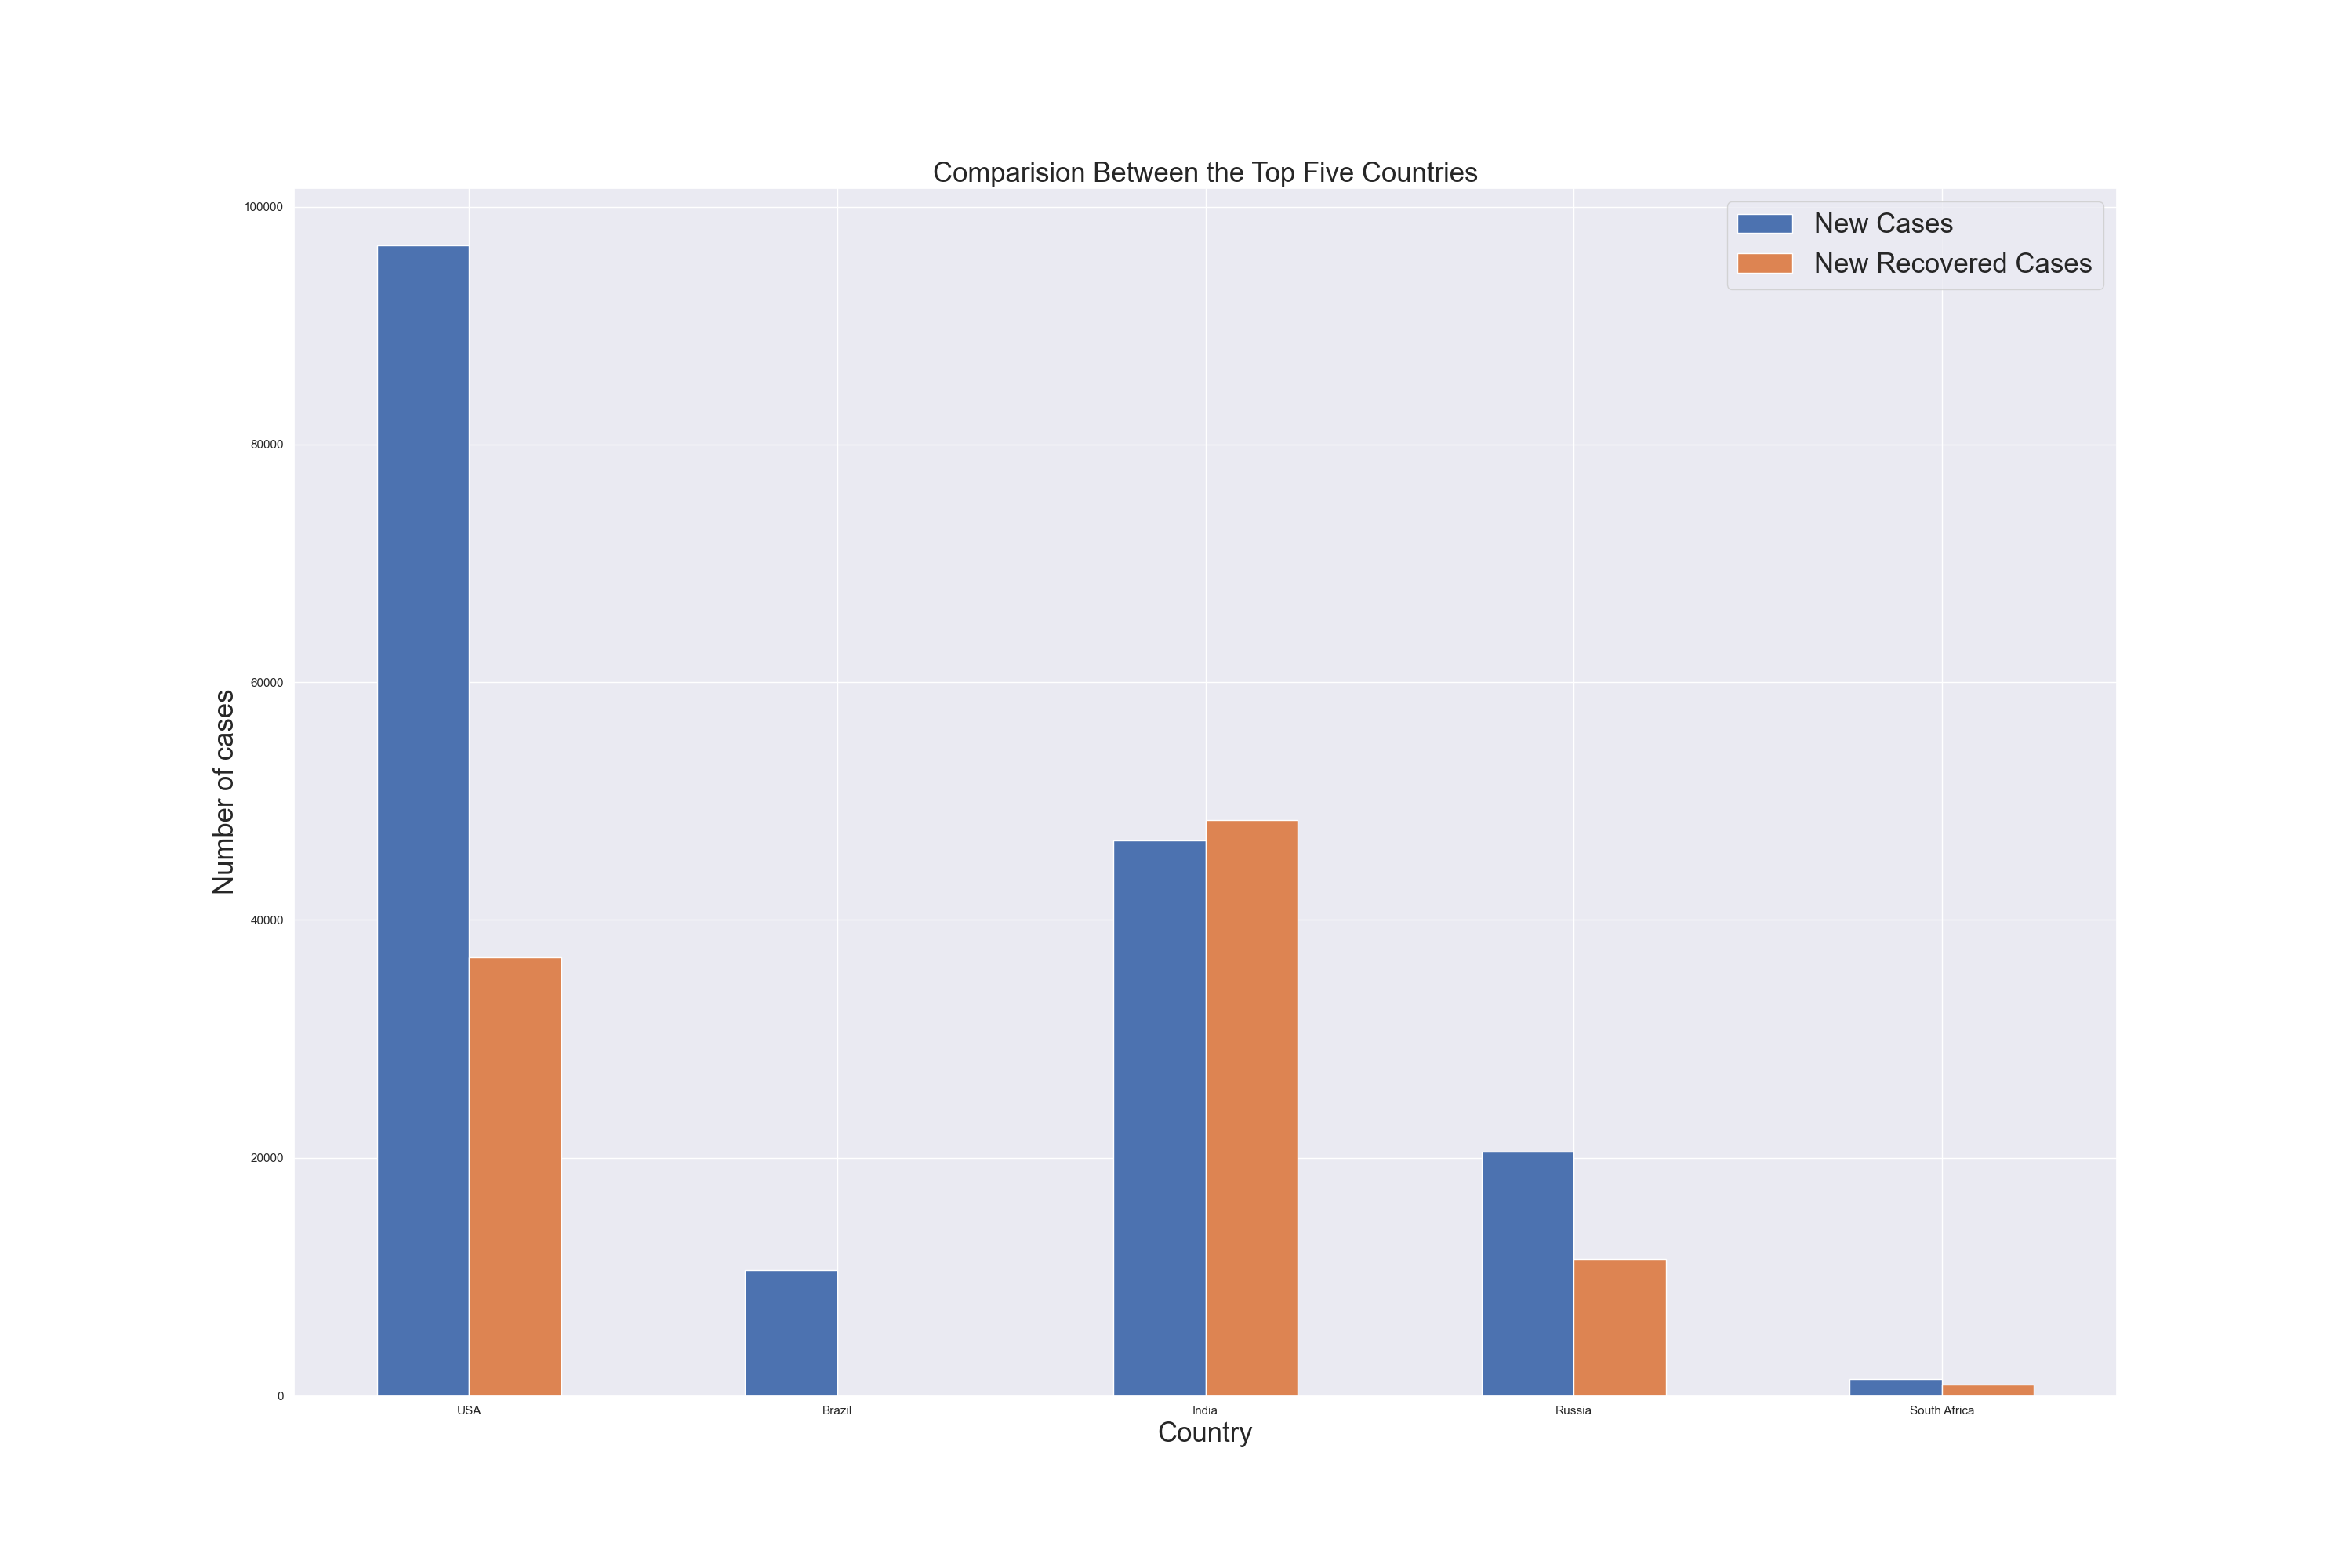 Comparision Between the Top Five Countries
New Cases
New Recovered Cases
Number of cases
100000
80000
60000
40000
20000
0
USA
Brazil
India
Russia
South Africa
Country